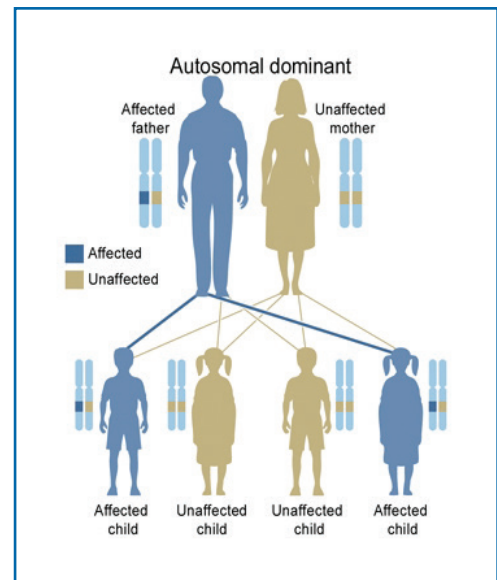 Autosomal dominant
Affected
father
Unaffected
mother
Affected
Unaffected
Affected
child
Unaffected
child
Unaffected
child
Affected
child